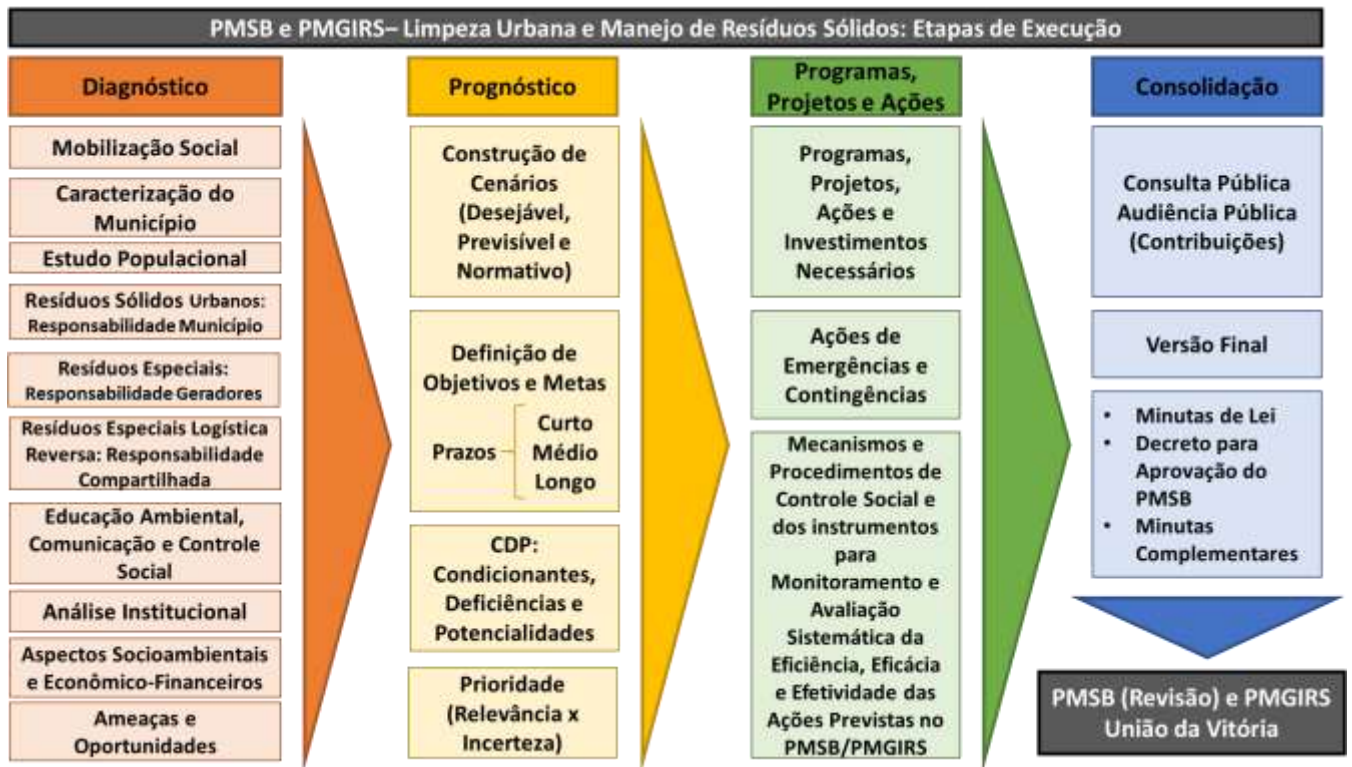 PMSB e PMGIRS– Limpeza Urbana e Manejo de Resíduos Sólidos: Etapas de Execução
Diagnóstico
Mobilização Social
Caracterização do
Município
Estudo Populacional
Resíduos Sólidos Urbanos:
Responsabilidade Município
Resíduos Especiais:
Responsabilidade Geradores
Resíduos Especiais Logística
Reversa: Responsabilidade
Compartilhada
Educação Ambiental,
Comunicação e Controle
Social
Análise Institucional
Aspectos Socioambientais
e Econômico-Financeiros
Ameaças e
Oportunidades
Prognóstico
Construção de
Cenários
(Desejável,
Previsível e
Normativo)
Definição de
Objetivos e Metas
Prazos
Curto
Médio
Longo
CDP:
Condicionantes,
Deficiências e
Potencialidades
Prioridade
(Relevância x
Incerteza)
Programas,
Projetos e Ações
Programas,
Projetos,
Ações e
Investimentos
Necessários
Ações de
Emergências e
Contingências
Mecanismos e
Procedimentos de
Controle Social e
dos instrumentos
para
Monitoramento e
Avaliação
Sistemática da
Eficiência, Eficácia
e Efetividade das
Ações Previstas no
PMSB/PMGIRS
Consolidação
Consulta Pública
Audiência Pública
(Contribuições)
Versão Final
• Minutas de Lei
• Decreto para
Aprovação do
PMSB
• Minutas
Complementares
PMSB (Revisão) e PMGIRS
União da Vitória